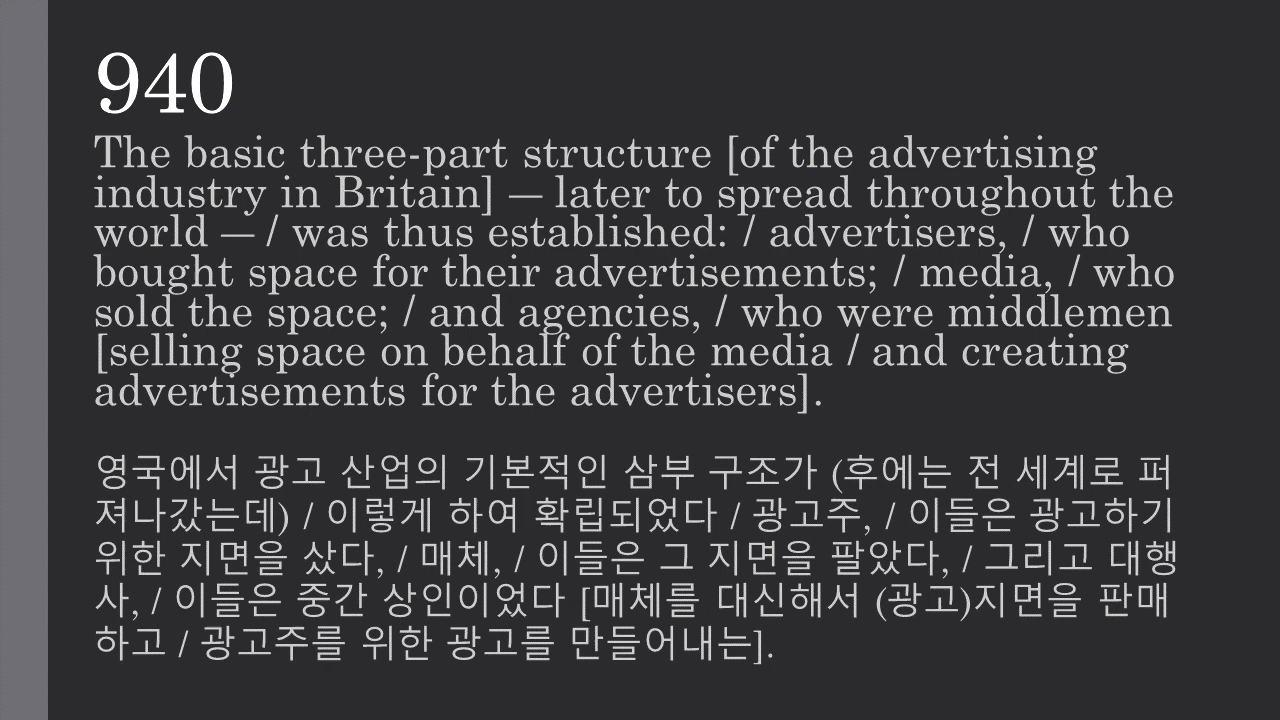 940
The basic three-part structure [of the advertising
industry in Britain] — later to spread throughout the
world — / was thus established: / advertisers, / who
bought space for their advertisements; / media, / who
sold the space; / and agencies, / who were middlemen
[selling space on behalf of the media / and creating
advertisements for the advertisers].
영국에서 광고 산업의 기본적인 삼부 구조가 (후에는 전 세계로 퍼
져나갔는데) / 이렇게 하여 확립되었다 / 광고주, / 이들은 광고하기
위한 지면을 샀다, / 매체, / 이들은 그 지면을 팔았다, / 그리고 대행
사, / 이들은 중간 상인이었다 [매체를 대신해서 (광고)지면을 판매
하고 / 광고주를 위한 광고를 만들어내는].